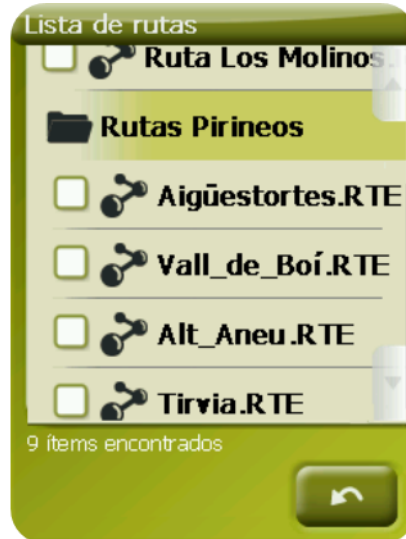 Lista de rutas
Ruta Los Molinos.
Rutas Pirineos
Aigüestortes.RTE
Vall_de_Boí.RTE
Alt_Aneu.RTE
Tirvia.RTE
9 ítems encontrados